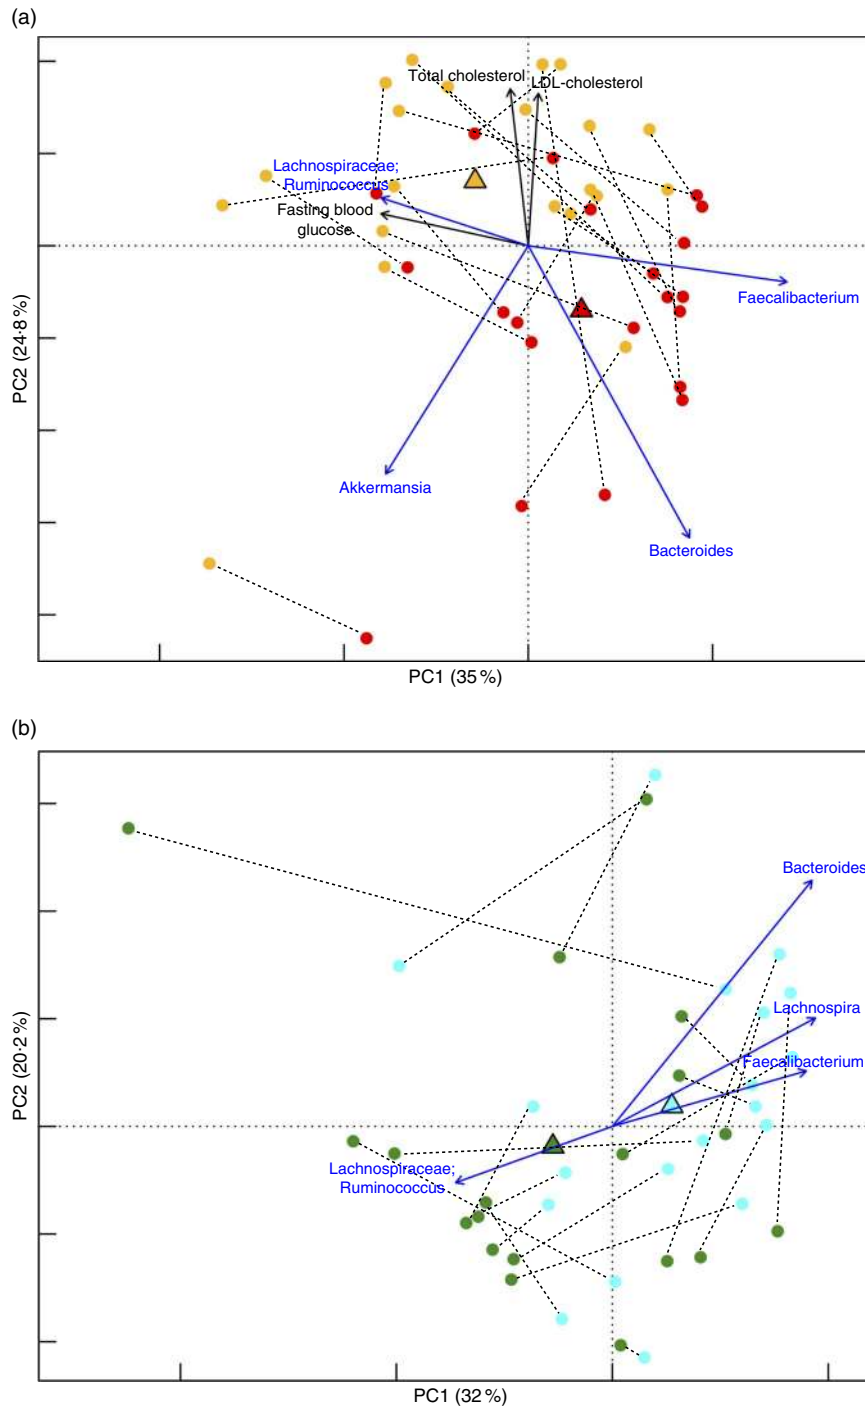 (a)
Total cholesterol
LDL-cholesterol
Lachnospiraceae;
Ruminococcus
Fasting blood
glucose
Faecalibacterium
PC2 (24·8 %)
Akkermansia
Bacteroides
PC1 (35 %)
(b)
Bacteroides
Lachnospira
Faecalibacterium
PC2 (20·2 %)
Lachnospiraceae;
Ruminococcus
PC1 (32 %)